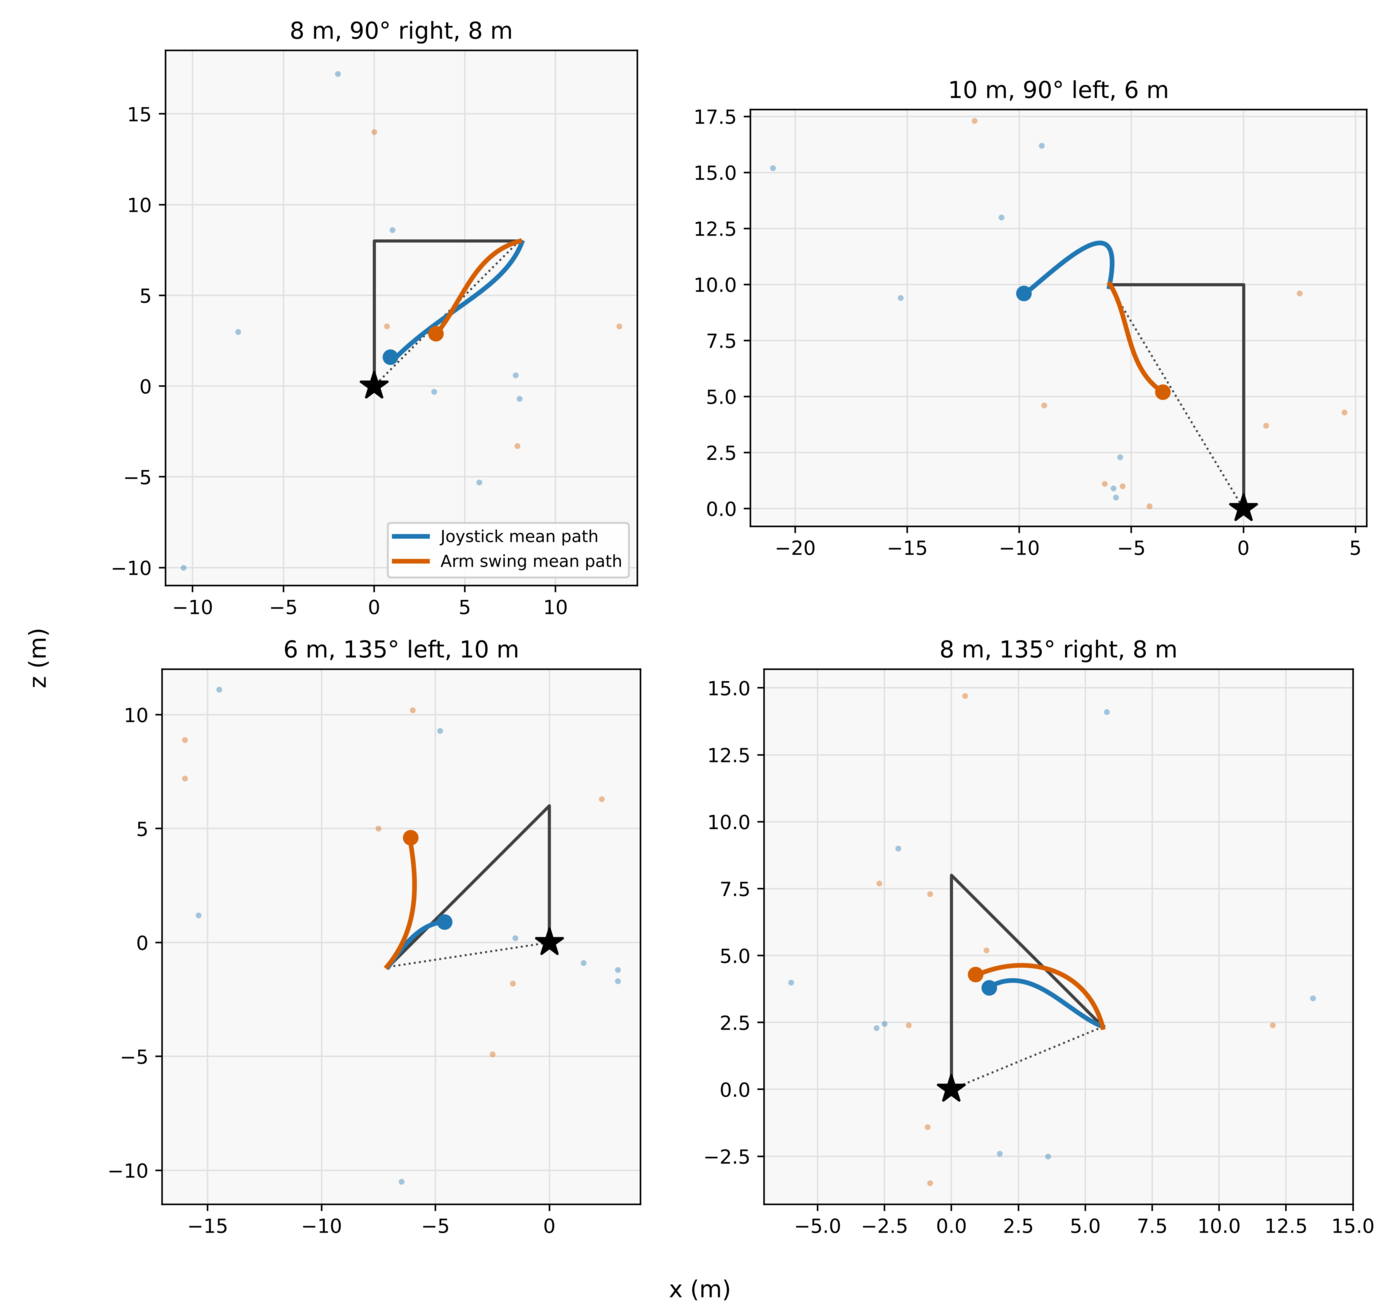 8 m, 90° right, 8 m
15
10
5
0
−5
−10
−10 −5 0 5 10
Joystick mean path
Arm swing mean path
10 m, 90° left, 6 m
17.5
15.0
12.5
10.0
7.5
5.0
2.5
0.0
−20 −15 −10 −5 0 5
z (m)
6 m, 135° left, 10 m
10
5
0
−5
−10
−15 −10 −5 0
8 m, 135° right, 8 m
15.0
12.5
10.0
7.5
5.0
2.5
0.0
−2.5
−5.0 −2.5 0.0 2.5 5.0 7.5 10.0 12.5 15.0
x (m)